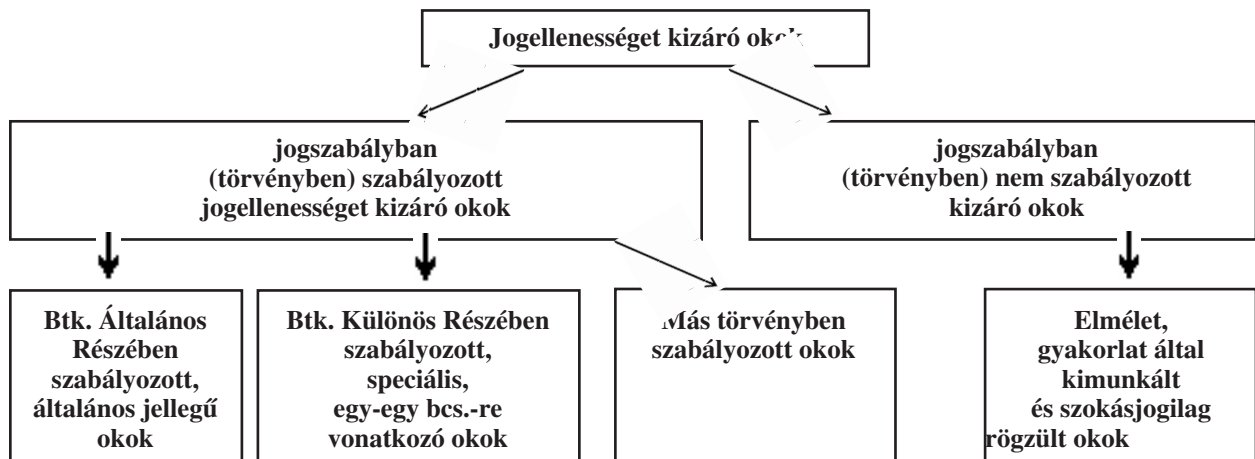 Jogellenességet kizáró okok
jogszabályban
(törvényben) szabályozott
jogellenességet kizáró okok
jogszabályban
(törvényben) nem szabályozott
kizáró okok
Btk. Általános
Részében
szabályozott,
általános jellegű
okok
Btk. Különös Részében
szabályozott,
speciális,
egy-egy bcs.-re
vonatkozó okok
Más törvényben
szabályozott okok
Elmélet,
gyakorlat által
kimunkált
és szokásjogilag
rögzült okok